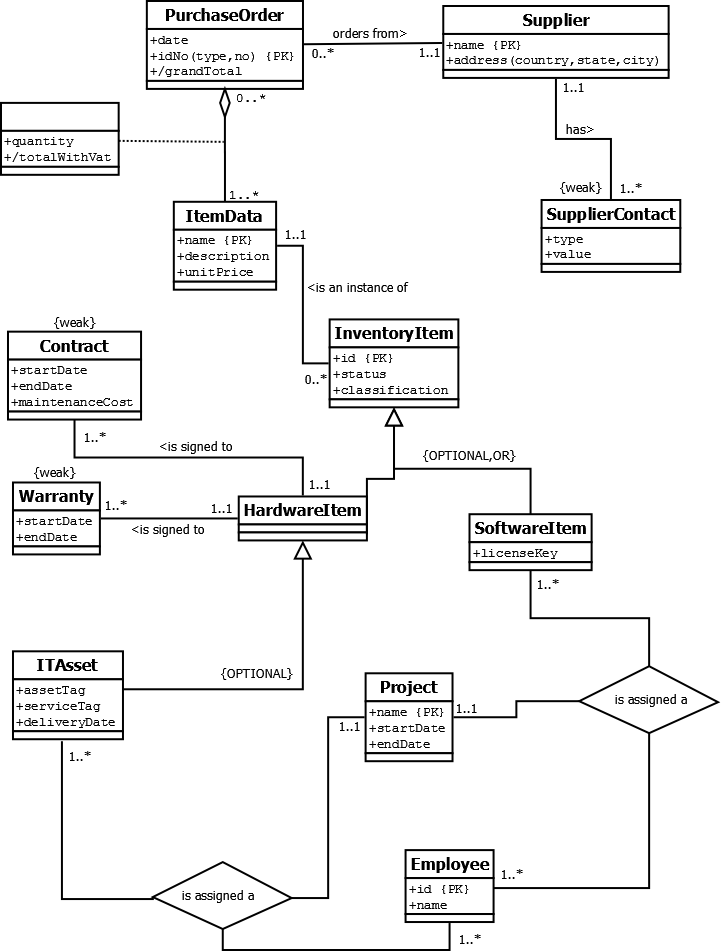 PurchaseOrder
+date
+idNo(type,no) {PK}
+/grandTotal
orders from>
0..*
1..1
Supplier
+name {PK}
+address(country,state,city)
0..*
1..1
has>
+quantity
+/totalWithVat
{weak}
1..*
1..*
ItemData
+name {PK}
+description
+unitPrice
1..1
SupplierContact
+type
+value
<is an instance of
{weak}
Contract
+startDate
+endDate
+maintenanceCost
InventoryItem
+id {PK}
+status
+classification
0..*
1..*
<is signed to
{OPTIONAL,OR}
{weak}
Warranty
+startDate
+endDate
1..*
<is signed to
1..1
1..1
HardwareItem
SoftwareItem
+licenseKey
1..*
ITAsset
+assetTag
+serviceTag
+deliveryDate
{OPTIONAL}
Project
+name {PK}
+startDate
+endDate
1..1
1..1
is assigned a
1..*
Employee
+id {PK}
+name
1..*
is assigned a
1..*